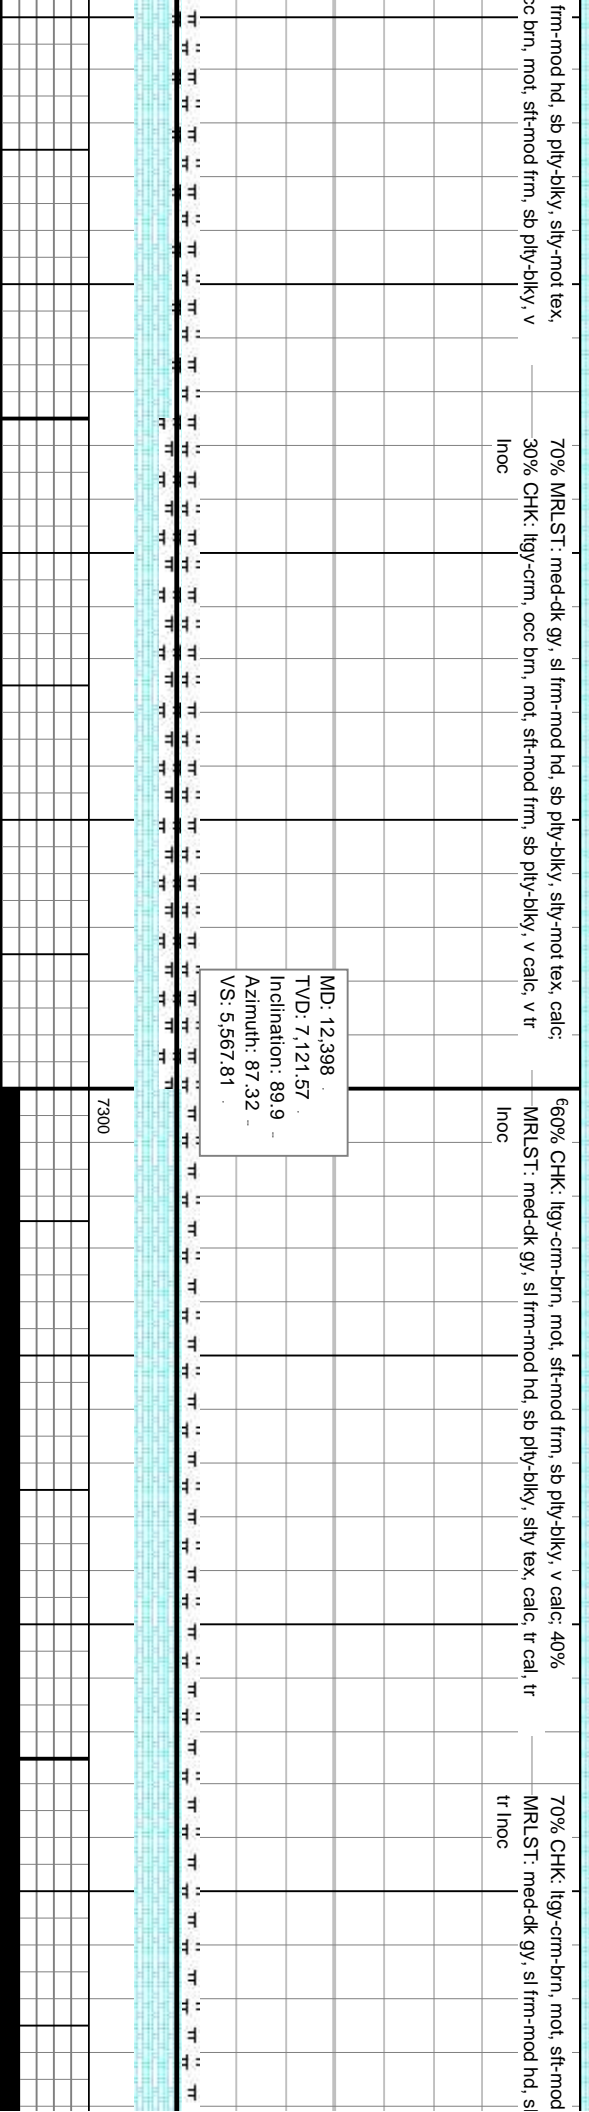 frm-mod hd, sb plty-blky, slty-mot tex,
cc brn, mot, sft-mod frm, sb plty-blky, v
70% MRLST: med-dk gy, sl frm-mod hd, sb plty-blky, slty-mot tex, calc;
30% CHK: ltgy-crm, occ brn, mot, sft-mod frm, sb plty-blky, v calc, v tr
Inoc
MD: 12,398
TVD: 7,121.57
Inclination: 89.9
Azimuth: 87.32
VS: 5,567.81
7300
60% CHK: ltgy-crm-brn, mot, sft-mod frm, sb plty-blky, v calc; 40%
MRLST: med-dk gy, sl frm-mod hd, sb plty-blky, slty tex, calc, tr cal, tr
Inoc
70% CHK: ltgy-crm-brn, mot, sft-mod
MRLST: med-dk gy, sl frm-mod hd, sl
tr Inoc